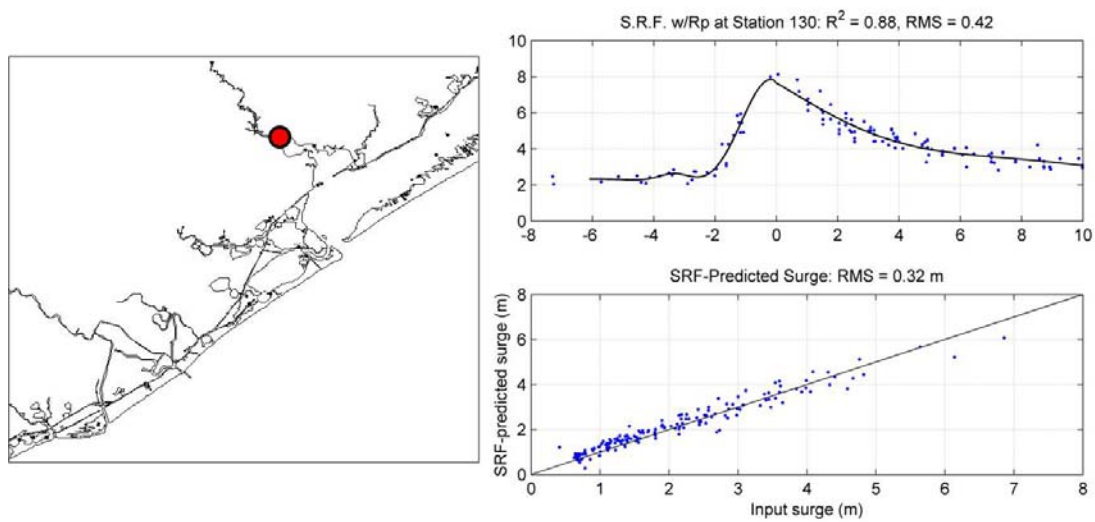 S.R.F. w/Rp at Station 130: R² = 0.88, RMS = 0.42
10
8
6
4
2
0
-8 -6 -4 -2 0 2 4 6 8 10
SRF-Predicted Surge: RMS = 0.32 m
SRF-predicted surge (m)
8
6
4
2
0
0 1 2 3 4 5 6 7 8
Input surge (m)